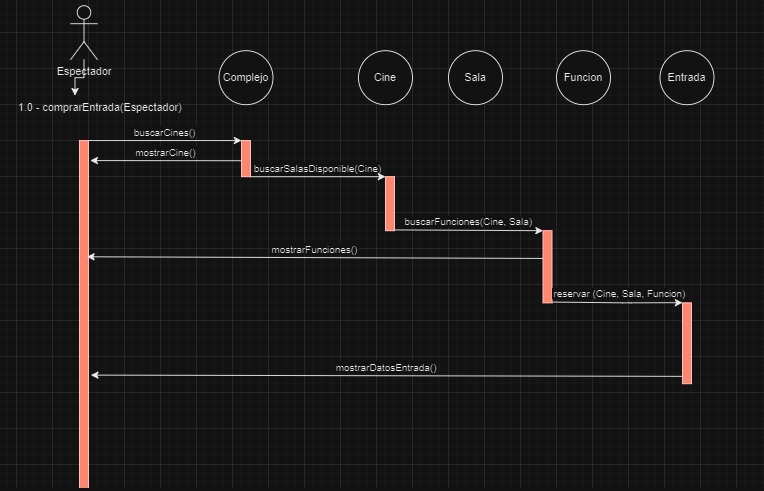 Espectador
Complejo
Cine
Sala
Funcion
Entrada
1.0 - comprarEntrada(Espectador)
buscarCines()
mostrarCine()
buscarSalasDisponible(Cine)
buscarFunciones(Cine, Sala)
mostrarFunciones()
reservar (Cine, Sala, Funcion)
mostrarDatosEntrada()